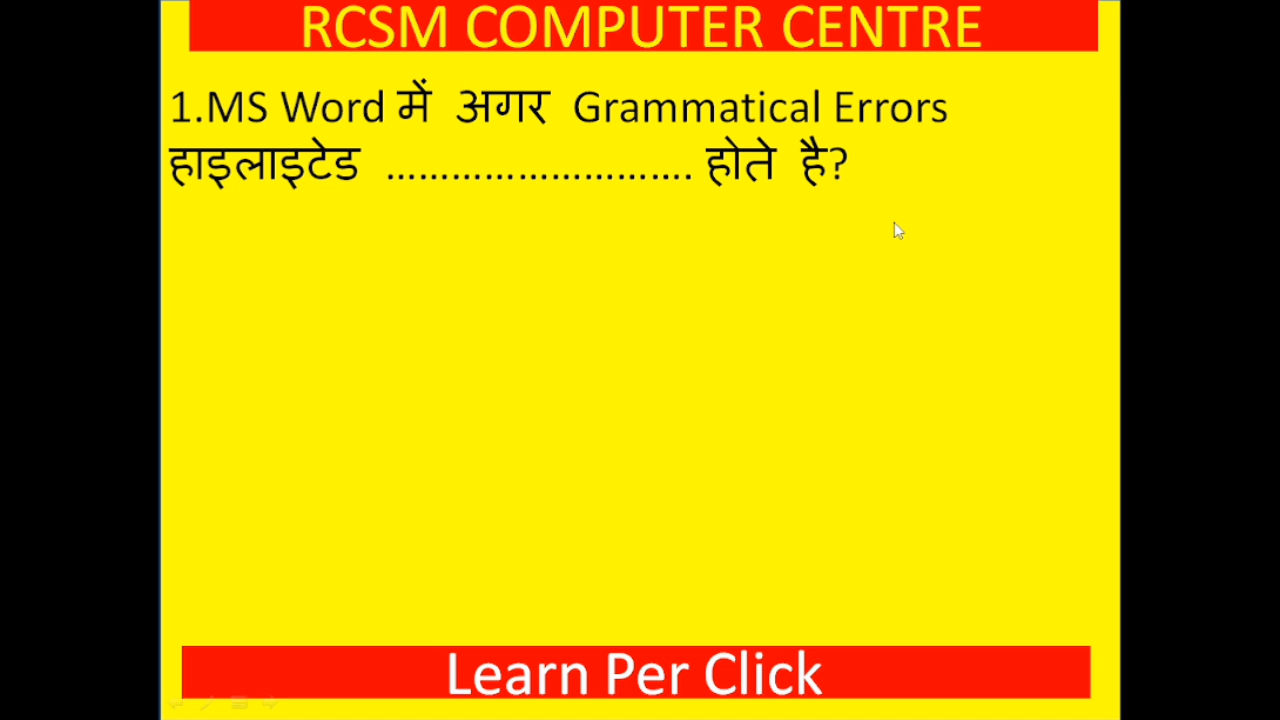 RCSM COMPUTER CENTRE
1.MS Word में अगर Grammatical Errors
हाइलाइटेड ............................ होते है?
Learn Per Click